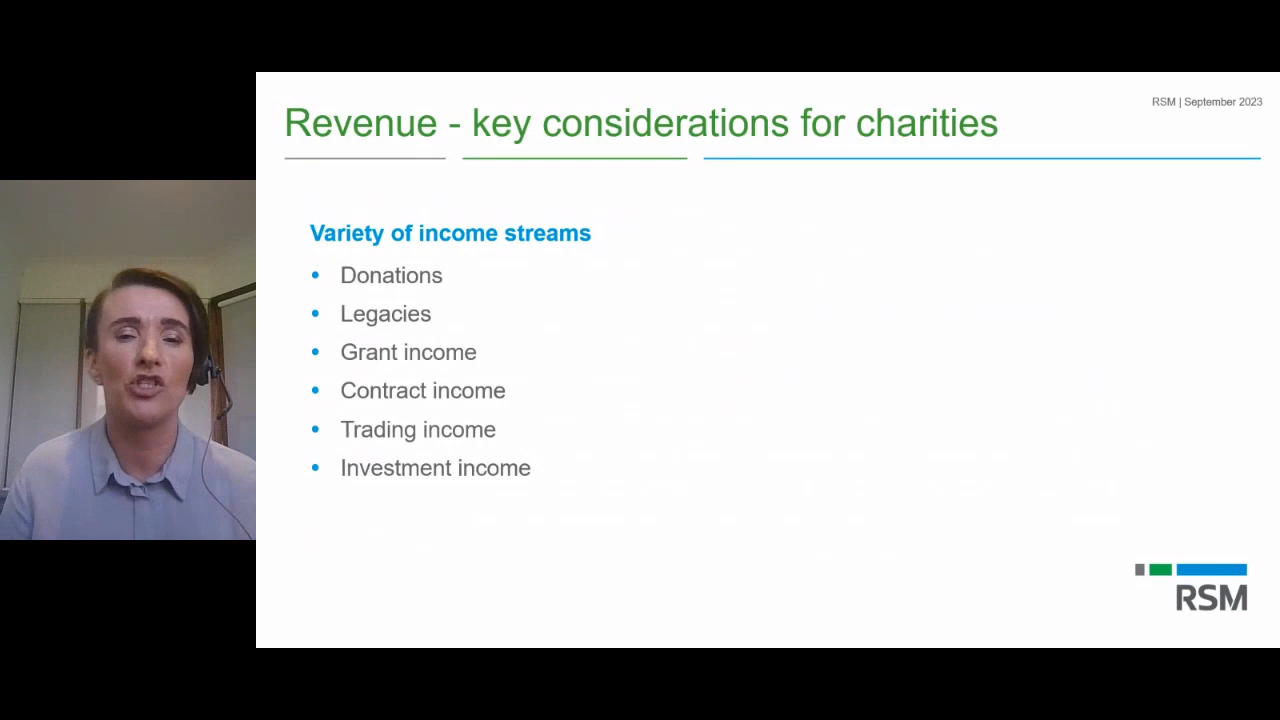 RSM | September 2023
Revenue - key considerations for charities
Variety of income streams
• Donations
• Legacies
• Grant income
• Contract income
• Trading income
• Investment income
RSM